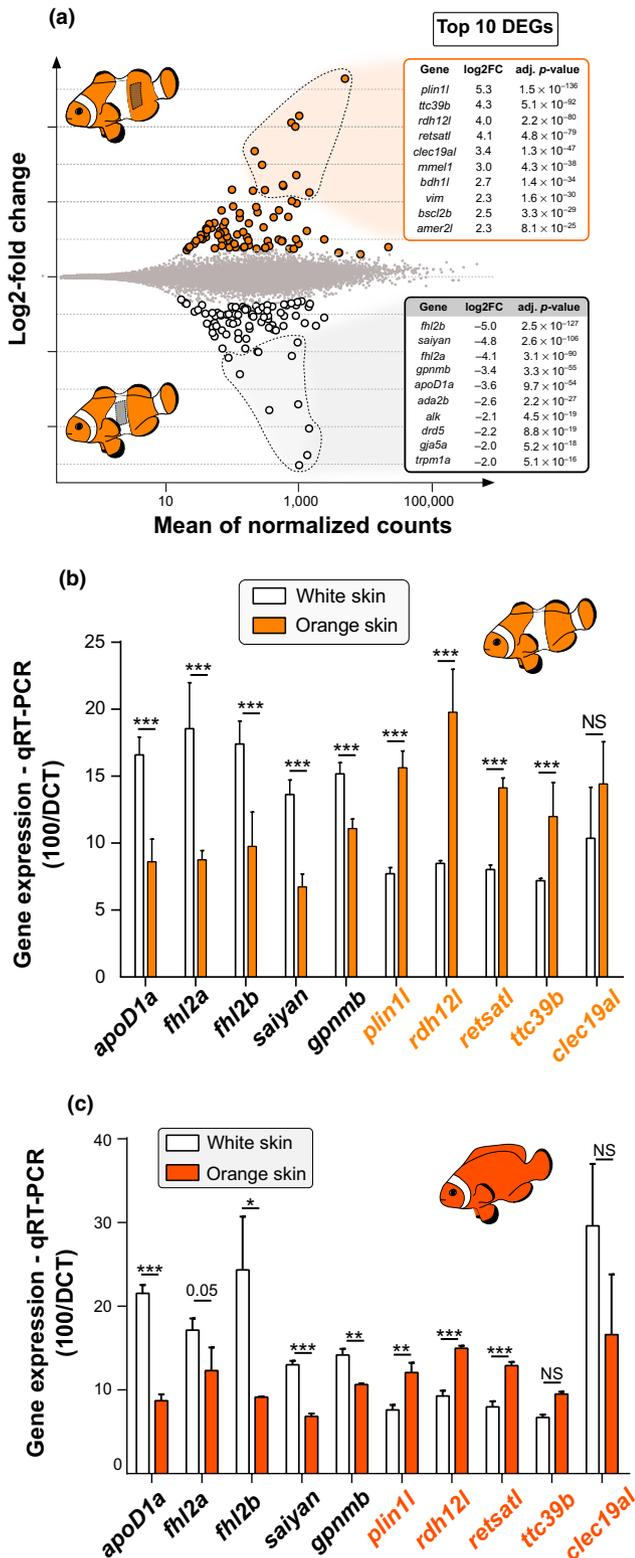 (a)
Top 10 DEGs
Log2-fold change
Gene log2FC adj. p-value
plin1l 5.3 1.5 × 10⁻¹³⁶
ttc39b 4.3 5.1 × 10⁻⁹²
rdh12l 4.0 2.2 × 10⁻⁸⁰
retsatl 4.1 4.8 × 10⁻⁷⁹
clec19al 3.4 1.3 × 10⁻⁴⁷
mmel1 3.0 4.3 × 10⁻³⁸
bdh1l 2.7 1.4 × 10⁻³⁴
vim 2.3 1.6 × 10⁻³⁰
bscl2b 2.5 3.3 × 10⁻²⁹
amer2l 2.3 8.1 × 10⁻²⁵
Gene log2FC adj. p-value
fhl2b –5.0 2.5 × 10⁻¹²⁷
saiyan –4.8 2.6 × 10⁻¹⁰⁶
fhl2a –4.1 3.1 × 10⁻⁹⁰
gpnmb –3.4 3.3 × 10⁻⁵⁵
apoD1a –3.6 9.7 × 10⁻⁵⁴
ada2b –2.6 2.2 × 10⁻²⁷
alk –2.1 4.5 × 10⁻¹⁹
drd5 –2.2 8.8 × 10⁻¹⁹
gja5a –2.0 5.2 × 10⁻¹⁸
trpm1a –2.0 5.1 × 10⁻¹⁶
10 1,000 100,000
Mean of normalized counts
(b)
White skin
Orange skin
Gene expression - qRT-PCR
(100/DCT)
25
20
15
10
5
0
*** *** *** *** *** *** *** *** *** NS
apoD1a fhl2a fhl2b saiyan gpnmb plin1l rdh12l retsatl ttc39b clec19al
(c)
White skin
Orange skin
Gene expression - qRT-PCR
(100/DCT)
40
30
20
10
0
*** 0.05 * *** ** ** *** *** NS NS
apoD1a fhl2a fhl2b saiyan gpnmb plin1l rdh12l retsatl ttc39b clec19al